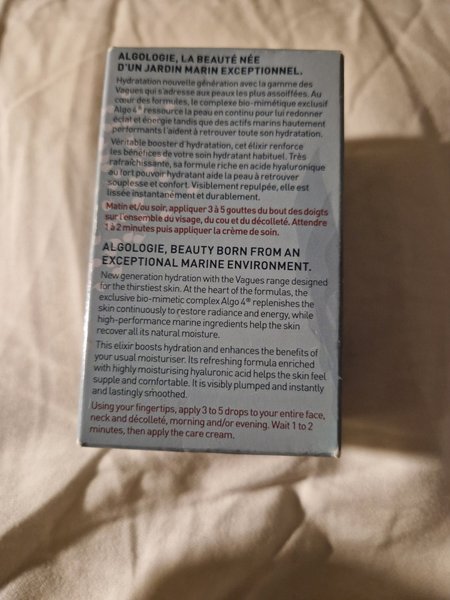 ALGOLOGIE, LA BEAUTÉ NÉE
D'UN JARDIN MARIN EXCEPTIONNEL.
Hydratation nouvelle génération avec la gamme des
Vagues qui s'adresse aux peaux les plus assoiffées. Au
cœur des formules, le complexe bio-mimétique exclusif
Algo 4® ressource la peau en continu pour lui redonner
éclat et énergie tandis que des actifs marins hautement
performants l'aident à retrouver toute son hydratation.
Véritable booster d'hydratation, cet élixir renforce
les bénéfices de votre soin hydratant habituel. Très
rafraîchissante, sa formule riche en acide hyaluronique
au fort pouvoir hydratant aide la peau à retrouver
souplesse et confort. Visiblement repulpée, elle est
lissée instantanément et durablement.
Matin et/ou soir, appliquer 3 à 5 gouttes du bout des doigts
sur l'ensemble du visage, du cou et du décolleté. Attendre
1 à 2 minutes puis appliquer la crème de soin.
ALGOLOGIE, BEAUTY BORN FROM AN
EXCEPTIONAL MARINE ENVIRONMENT.
New generation hydration with the Vagues range designed
for the thirstiest skin. At the heart of the formulas, the
exclusive bio-mimetic complex Algo 4® replenishes the
skin continuously to restore radiance and energy, while
high-performance marine ingredients help the skin
recover all its natural moisture.
This elixir boosts hydration and enhances the benefits of
your usual moisturiser. Its refreshing formula enriched
with highly moisturising hyaluronic acid helps the skin feel
supple and comfortable. It is visibly plumped and instantly
and lastingly smoothed.
Using your fingertips, apply 3 to 5 drops to your entire face,
neck and décolleté, morning and/or evening. Wait 1 to 2
minutes, then apply the care cream.